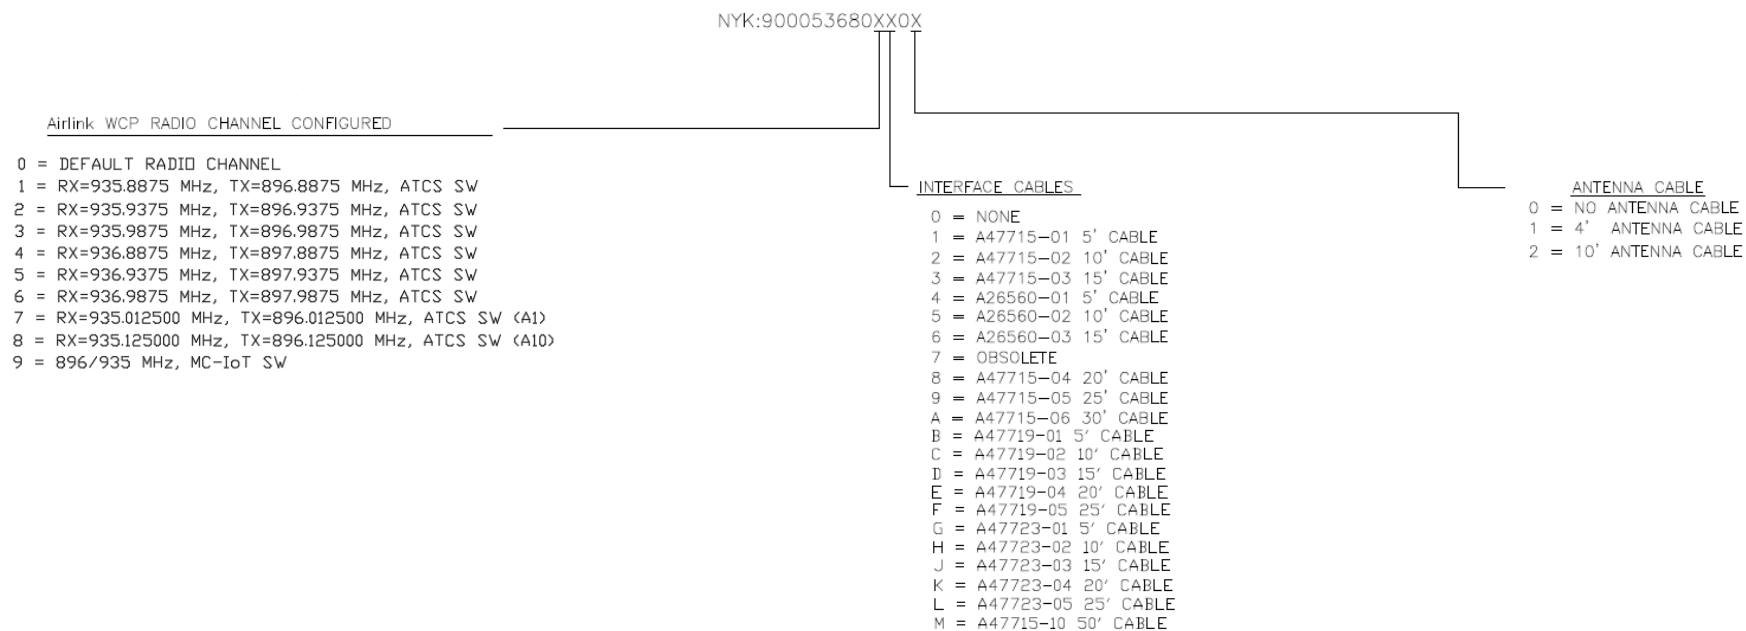 NYK:900053680XX0X
Airlink WCP RADIO CHANNEL CONFIGURED
0 = DEFAULT RADIO CHANNEL
1 = RX=935.8875 MHz, TX=896.8875 MHz, ATCS SW
2 = RX=935.9375 MHz, TX=896.9375 MHz, ATCS SW
3 = RX=935.9875 MHz, TX=896.9875 MHz, ATCS SW
4 = RX=936.8875 MHz, TX=897.8875 MHz, ATCS SW
5 = RX=936.9375 MHz, TX=897.9375 MHz, ATCS SW
6 = RX=936.9875 MHz, TX=897.9875 MHz, ATCS SW
7 = RX=935.012500 MHz, TX=896.012500 MHz, ATCS SW (A1)
8 = RX=935.125000 MHz, TX=896.125000 MHz, ATCS SW (A10)
9 = 896/935 MHz, MC-IoT SW
INTERFACE CABLES
0 = NONE
1 = A47715-01 5' CABLE
2 = A47715-02 10' CABLE
3 = A47715-03 15' CABLE
4 = A26560-01 5' CABLE
5 = A26560-02 10' CABLE
6 = A26560-03 15' CABLE
7 = OBSOLETE
8 = A47715-04 20' CABLE
9 = A47715-05 25' CABLE
A = A47715-06 30' CABLE
B = A47719-01 5' CABLE
C = A47719-02 10' CABLE
D = A47719-03 15' CABLE
E = A47719-04 20' CABLE
F = A47719-05 25' CABLE
G = A47723-01 5' CABLE
H = A47723-02 10' CABLE
J = A47723-03 15' CABLE
K = A47723-04 20' CABLE
L = A47723-05 25' CABLE
M = A47715-10 50' CABLE
ANTENNA CABLE
0 = NO ANTENNA CABLE
1 = 4' ANTENNA CABLE
2 = 10' ANTENNA CABLE